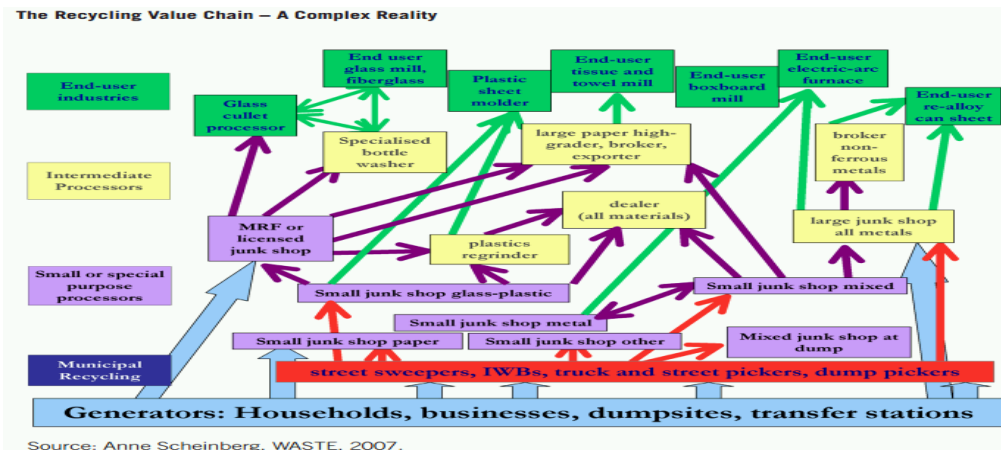 The Recycling Value Chain – A Complex Reality
End-user
industries
Glass
cullet
processor
End user
glass mill,
fiberglass
Plastic
sheet
molder
End-user
tissue and
towel mill
End-user
boxboard
mill
End-user
electric-arc
furnace
End-user
re-alloy
can sheet
Intermediate
Processors
Specialised
bottle
washer
large paper high-
grader, broker,
exporter
broker
non-
ferrous
metals
dealer
(all materials)
large junk shop
all metals
plastics
regrinder
MRF or
licensed
junk shop
Small or special
purpose
processors
Small junk shop glass-plastic
Small junk shop mixed
Small junk shop metal
Small junk shop paper
Small junk shop other
Mixed junk shop at
dump
Municipal
Recycling
street sweepers, IWBs, truck and street pickers, dump pickers
Generators: Households, businesses, dumpsites, transfer stations
Source: Anne Scheinberg, WASTE, 2007.